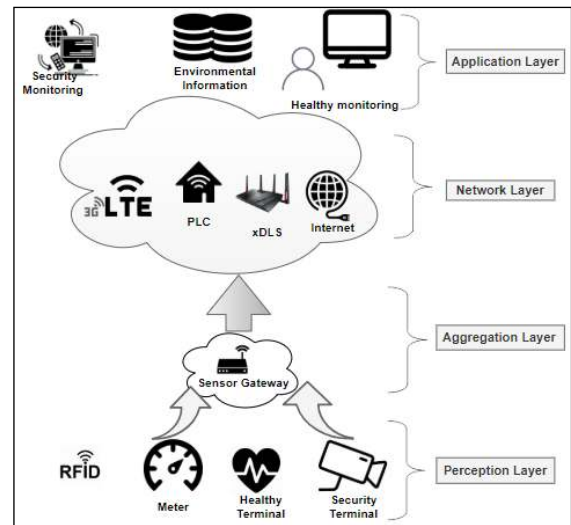 Security
Monitoring
Environmental
Information
Healthy monitoring
Application Layer
3G LTE
PLC
xDLS
Internet
Network Layer
Sensor Gateway
Aggregation Layer
RFiD
Meter
Healthy
Terminal
Security
Terminal
Perception Layer